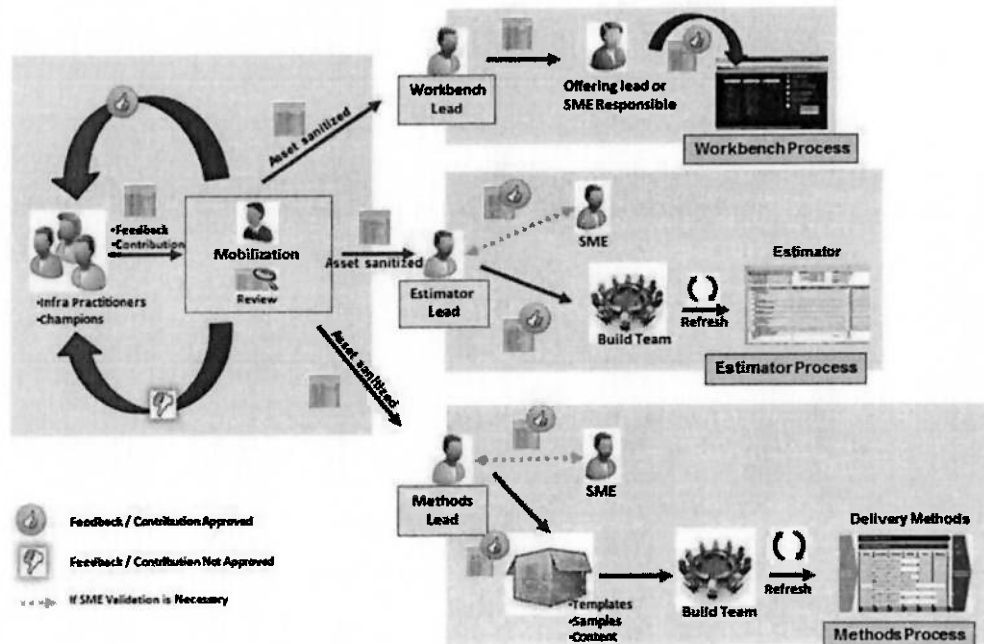 Workbench
Lead
Offering lead or
SME Responsible
Workbench Process
Asset sanitized
•Feedback
•Contribution
Mobilization
Review
•Infra Practitioners
•Champions
Asset sanitized
Estimator
Lead
SME
Build Team
Refresh
Estimator
Estimator Process
Asset sanitized
Methods
Lead
SME
•Templates
•Samples
•Content
Build Team
Refresh
Delivery Methods
Methods Process
Feedback / Contribution Approved
Feedback / Contribution Not Approved
If SME Validation is Necessary